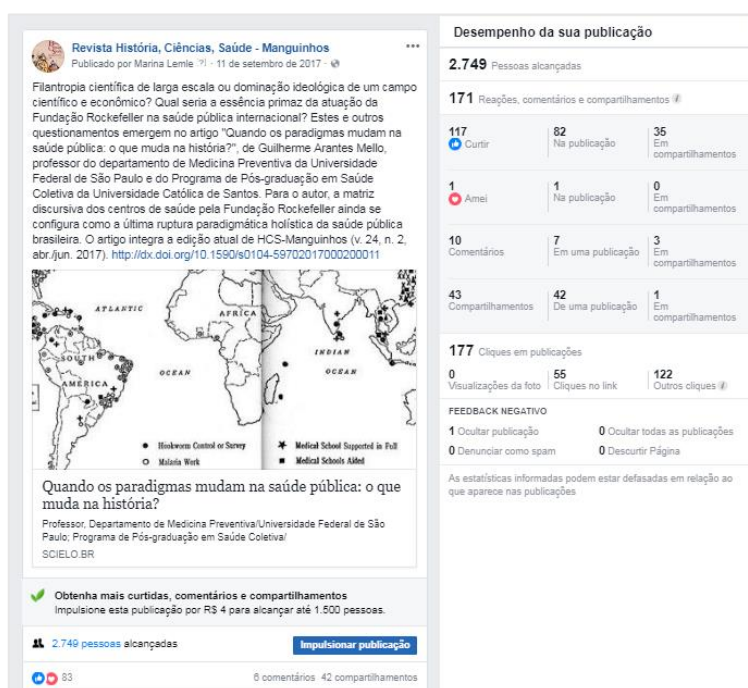 Revista História, Ciências, Saúde - Manguinhos
Publicado por Marina Lemle [?] · 11 de setembro de 2017 ·
Filantropia científica de larga escala ou dominação ideológica de um campo
científico e econômico? Qual seria a essência primaz da atuação da
Fundação Rockefeller na saúde pública internacional? Estes e outros
questionamentos emergem no artigo "Quando os paradigmas mudam na
saúde pública: o que muda na história?", de Guilherme Arantes Mello,
professor do departamento de Medicina Preventiva da Universidade
Federal de São Paulo e do Programa de Pós-graduação em Saúde
Coletiva da Universidade Católica de Santos. Para o autor, a matriz
discursiva dos centros de saúde pela Fundação Rockefeller ainda se
configura como a última ruptura paradigmática holística da saúde pública
brasileira. O artigo integra a edição atual de HCS-Manguinhos (v. 24, n. 2,
abr./jun. 2017). http://dx.doi.org/10.1590/s0104-59702017000200011
ATLANTIC
AFRICA
SOUTH
INDIAN
OCEAN
OCEAN
AMERICA
Hookworm Control or Survey
Medical School Supported in Full
Malaria Work
Medical Schools Aided
Quando os paradigmas mudam na saúde pública: o que
muda na história?
Professor, Departamento de Medicina Preventiva/Universidade Federal de São
Paulo; Programa de Pós-graduação em Saúde Coletiva/
SCIELO.BR
Obtenha mais curtidas, comentários e compartilhamentos
Impulsione esta publicação por R$ 4 para alcançar até 1.500 pessoas.
2.749 pessoas alcançadas
Impulsionar publicação
83
6 comentários 42 compartilhamentos
Desempenho da sua publicação
2.749 Pessoas alcançadas
171 Reações, comentários e compartilhamentos
117 82 35
Curtir Na publicação Em
compartilhamentos
1 1 0
Amei Na publicação Em
compartilhamentos
10 7 3
Comentários Em uma publicação Em
compartilhamentos
43 42 1
Compartilhamentos De uma publicação Em
compartilhamentos
177 Cliques em publicações
0 55 122
Visualizações da foto Cliques no link Outros cliques
FEEDBACK NEGATIVO
1 Ocultar publicação 0 Ocultar todas as publicações
0 Denunciar como spam 0 Descurtir Página
As estatísticas informadas podem estar defasadas em relação ao
que aparece nas publicações